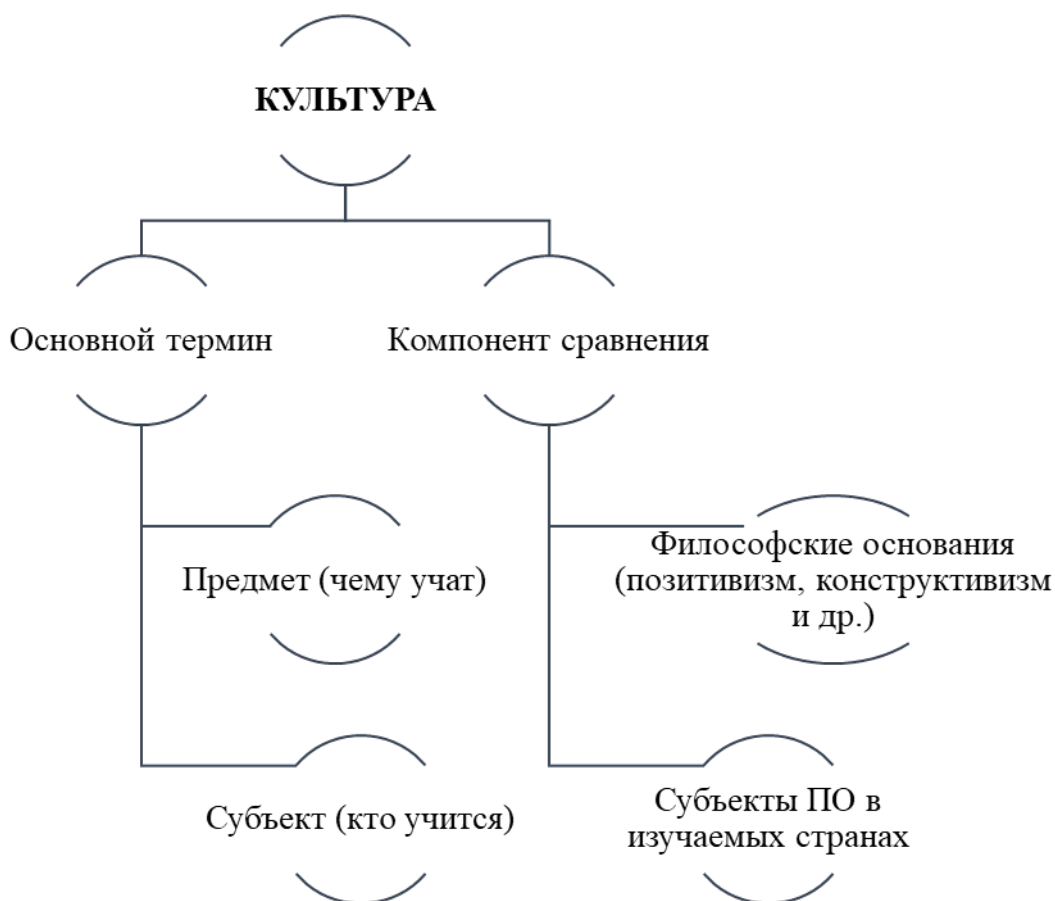 КУЛЬТУРА
Основной термин
Компонент сравнения
Предмет (чему учат)
Философские основания
(позитивизм, конструктивизм
и др.)
Субъект (кто учится)
Субъекты ПО в
изучаемых странах